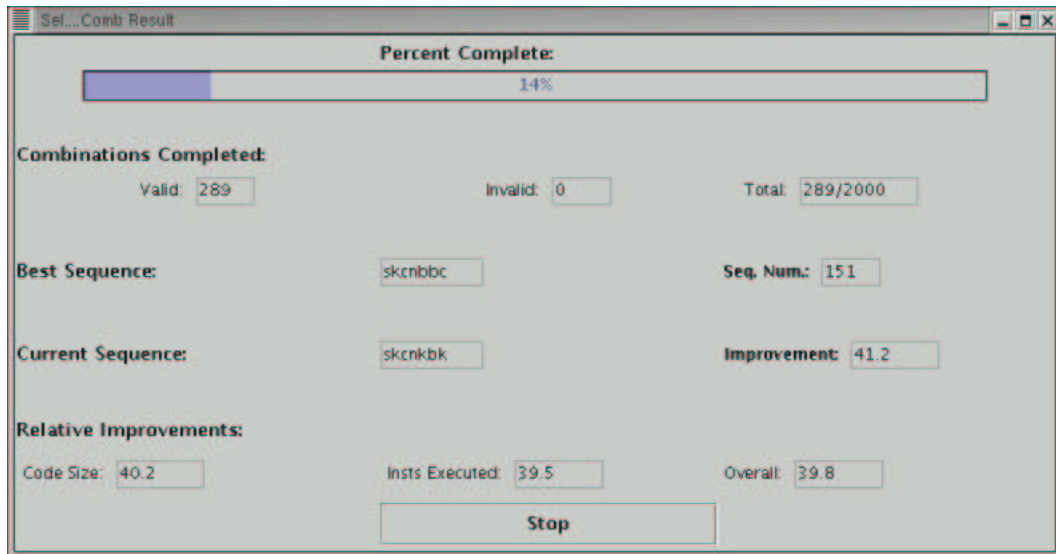 Sel...Comb Result
Percent Complete:
14%
Combinations Completed:
Valid: 289 Invalid: 0 Total: 289/2000
Best Sequence: skcnbbc Seq. Num.: 151
Current Sequence: skcnkbk Improvement: 41.2
Relative Improvements:
Code Size: 40.2 Insts Executed: 39.5 Overall: 39.8
Stop